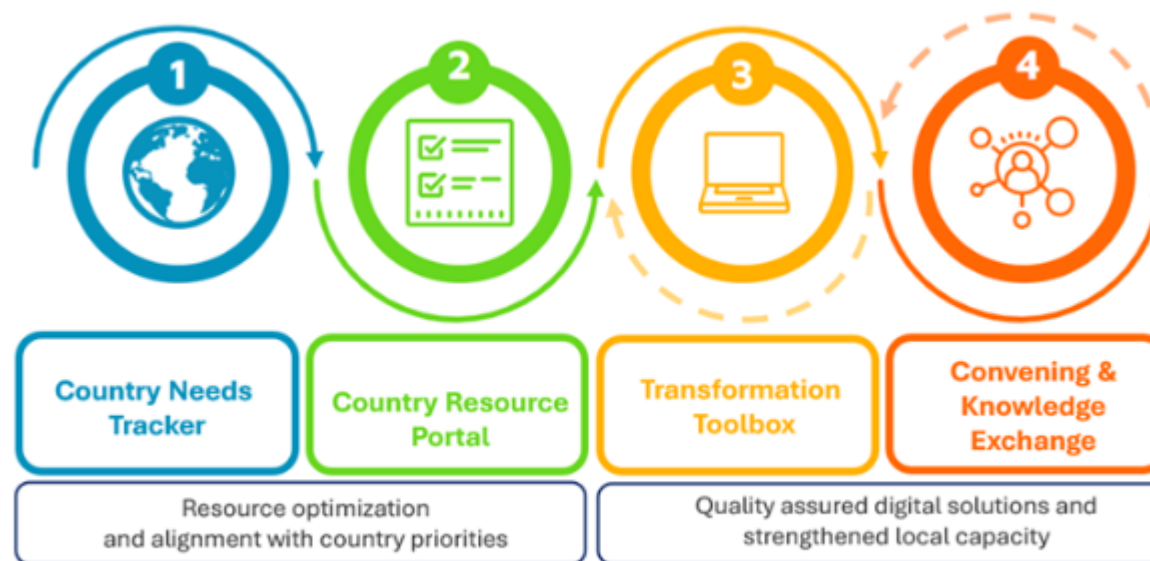 1
2
3
4
Country Needs
Tracker
Country Resource
Portal
Transformation
Toolbox
Convening &
Knowledge
Exchange
Resource optimization
and alignment with country priorities
Quality assured digital solutions and
strengthened local capacity